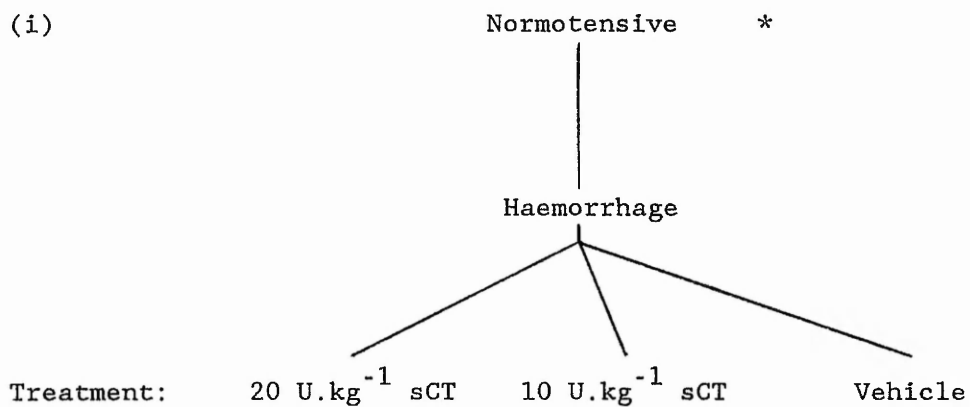 (i) Normotensive *
Haemorrhage
Treatment: 20 U.kg⁻¹ sCT 10 U.kg⁻¹ sCT Vehicle